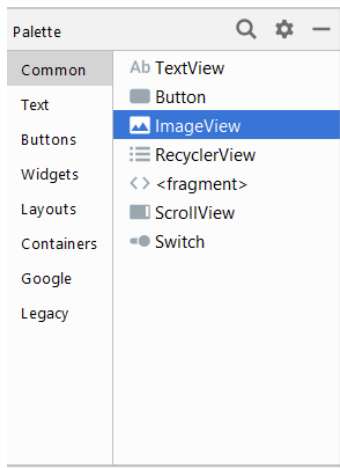 Palette
Common
Text
Buttons
Widgets
Layouts
Containers
Google
Legacy
Ab TextView
Button
ImageView
RecyclerView
<fragment>
ScrollView
Switch